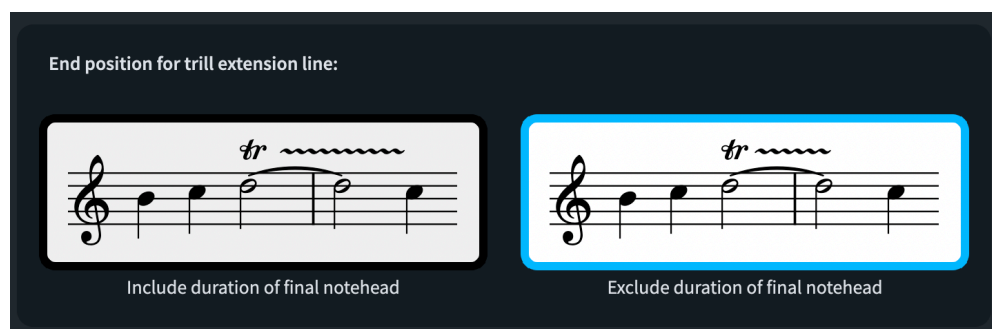 End position for trill extension line:
tr
tr
Include duration of final notehead
Exclude duration of final notehead